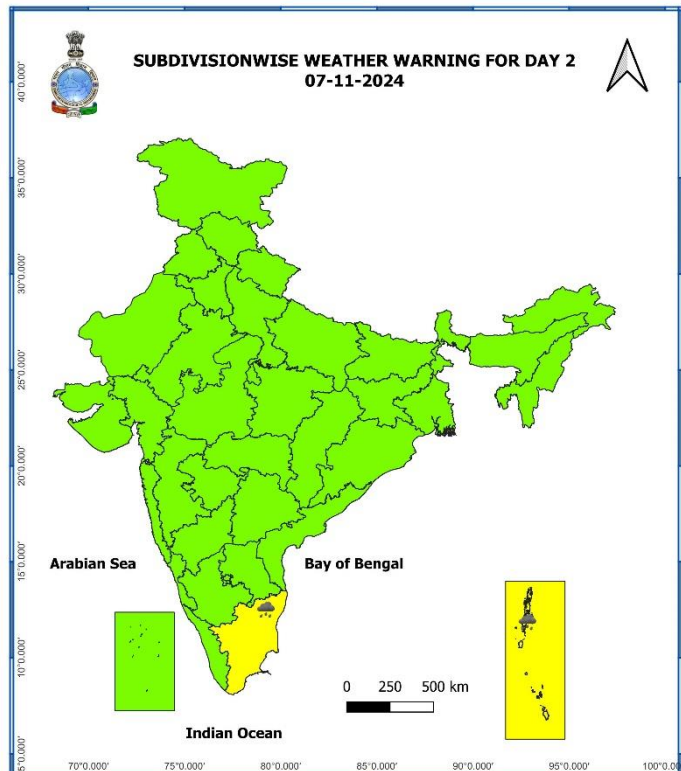 SUBDIVISIONWISE WEATHER WARNING FOR DAY 2
07-11-2024
40°0.000'
35°0.000'
30°0.000'
25°0.000'
20°0.000'
15°0.000'
10°0.000'
5°0.000'
Arabian Sea
Bay of Bengal
0 250 500 km
Indian Ocean
70°0.000' 75°0.000' 80°0.000' 85°0.000' 90°0.000' 95°0.000' 100°0.00